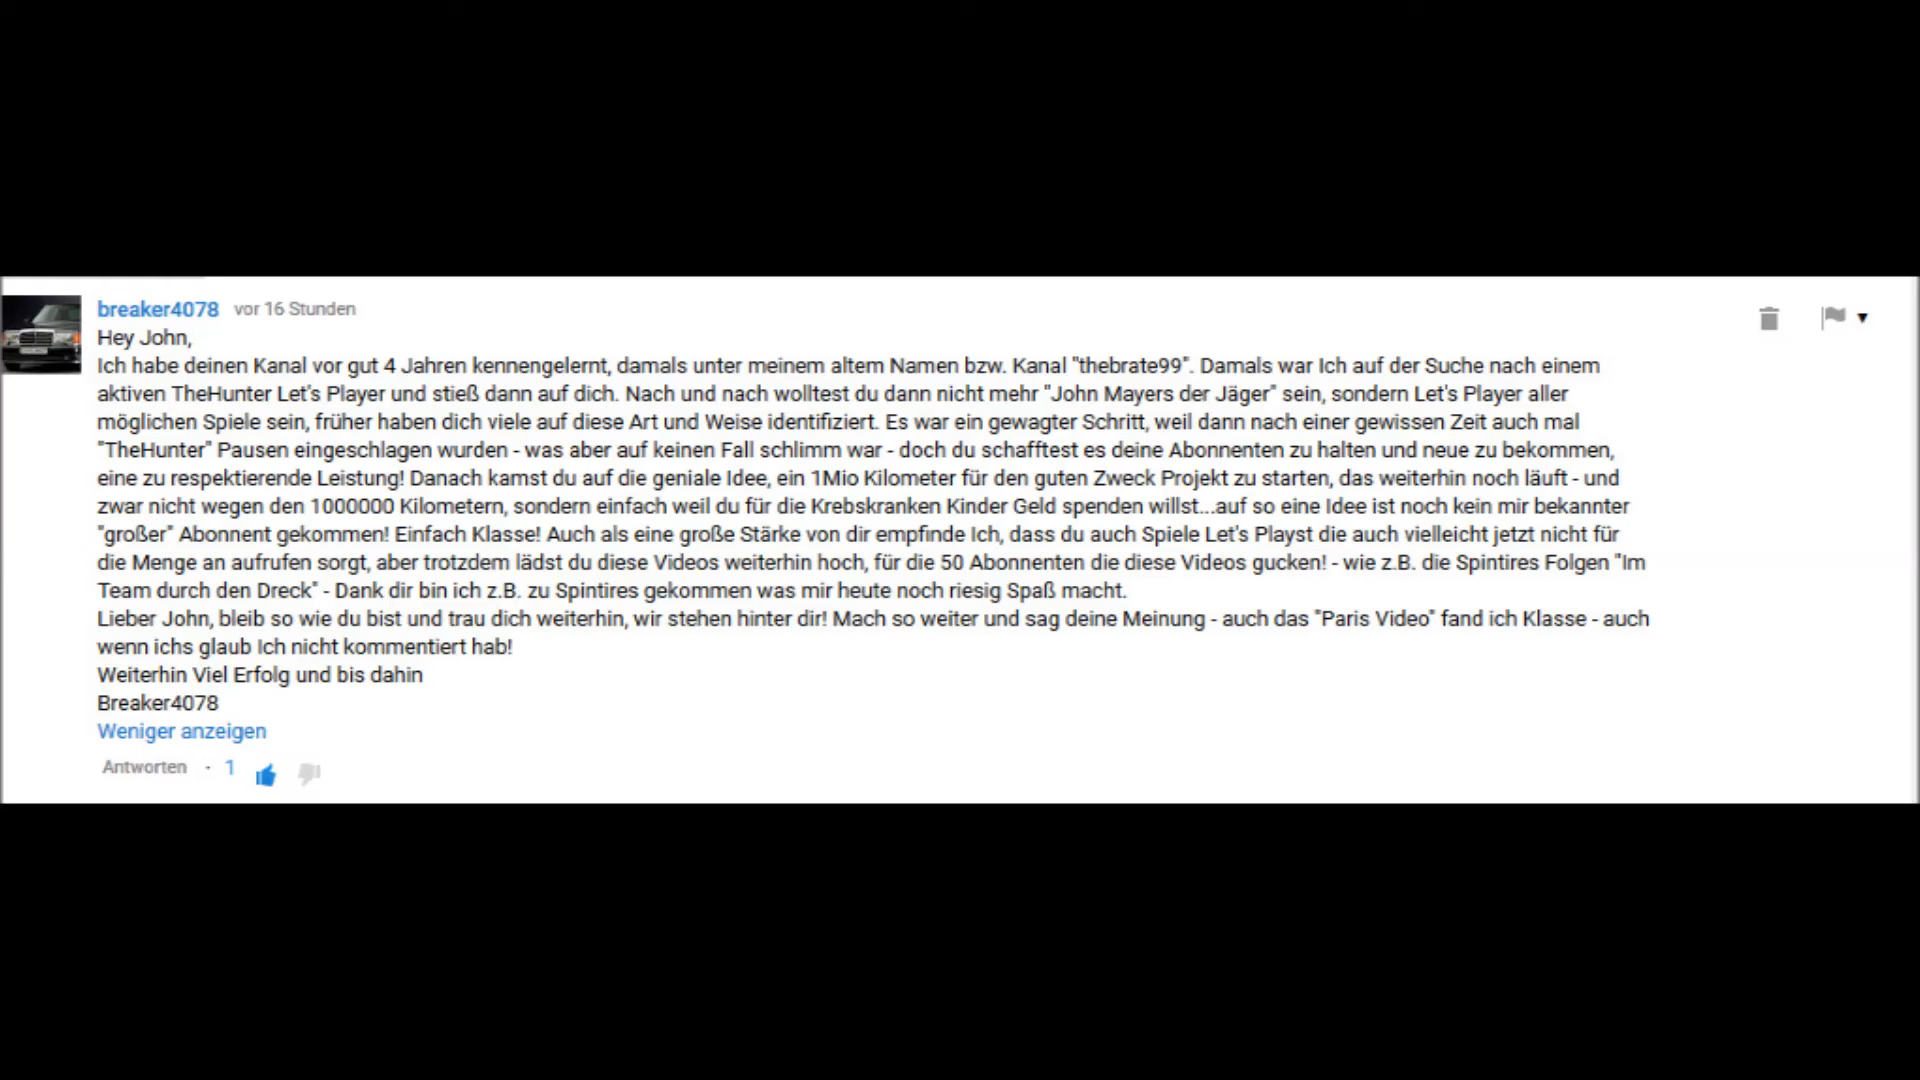 breaker4078 vor 16 Stunden
Hey John,
Ich habe deinen Kanal vor gut 4 Jahren kennengelernt, damals unter meinem altem Namen bzw. Kanal "thebrate99". Damals war Ich auf der Suche nach einem
aktiven TheHunter Let's Player und stieß dann auf dich. Nach und nach wolltest du dann nicht mehr "John Mayers der Jäger" sein, sondern Let's Player aller
möglichen Spiele sein, früher haben dich viele auf diese Art und Weise identifiziert. Es war ein gewagter Schritt, weil dann nach einer gewissen Zeit auch mal
"TheHunter" Pausen eingeschlagen wurden - was aber auf keinen Fall schlimm war - doch du schafftest es deine Abonnenten zu halten und neue zu bekommen,
eine zu respektierende Leistung! Danach kamst du auf die geniale Idee, ein 1Mio Kilometer für den guten Zweck Projekt zu starten, das weiterhin noch läuft - und
zwar nicht wegen den 1000000 Kilometern, sondern einfach weil du für die Krebskranken Kinder Geld spenden willst...auf so eine Idee ist noch kein mir bekannter
"großer" Abonnent gekommen! Einfach Klasse! Auch als eine große Stärke von dir empfinde Ich, dass du auch Spiele Let's Playst die auch vielleicht jetzt nicht für
die Menge an aufrufen sorgt, aber trotzdem lädst du diese Videos weiterhin hoch, für die 50 Abonnenten die diese Videos gucken! - wie z.B. die Spintires Folgen "Im
Team durch den Dreck" - Dank dir bin ich z.B. zu Spintires gekommen was mir heute noch riesig Spaß macht.
Lieber John, bleib so wie du bist und trau dich weiterhin, wir stehen hinter dir! Mach so weiter und sag deine Meinung - auch das "Paris Video" fand ich Klasse - auch
wenn ichs glaub Ich nicht kommentiert hab!
Weiterhin Viel Erfolg und bis dahin
Breaker4078
Weniger anzeigen
Antworten · 1